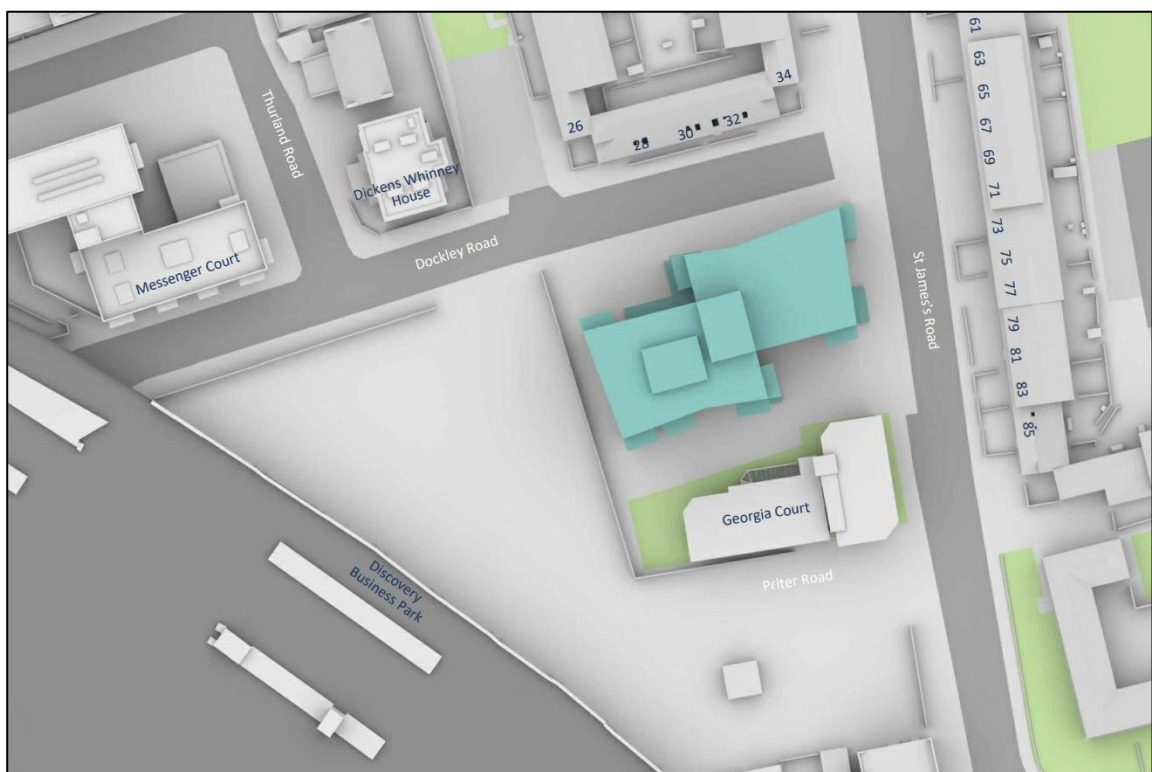 61
63
65
67
69
71
73
75
77
79
81
83
85
34
32
30
28
26
Thurland Road
Dickens Whinney
House
Dockley Road
Messenger Court
St James's Road
Georgia Court
Priter Road
Discovery
Business Park